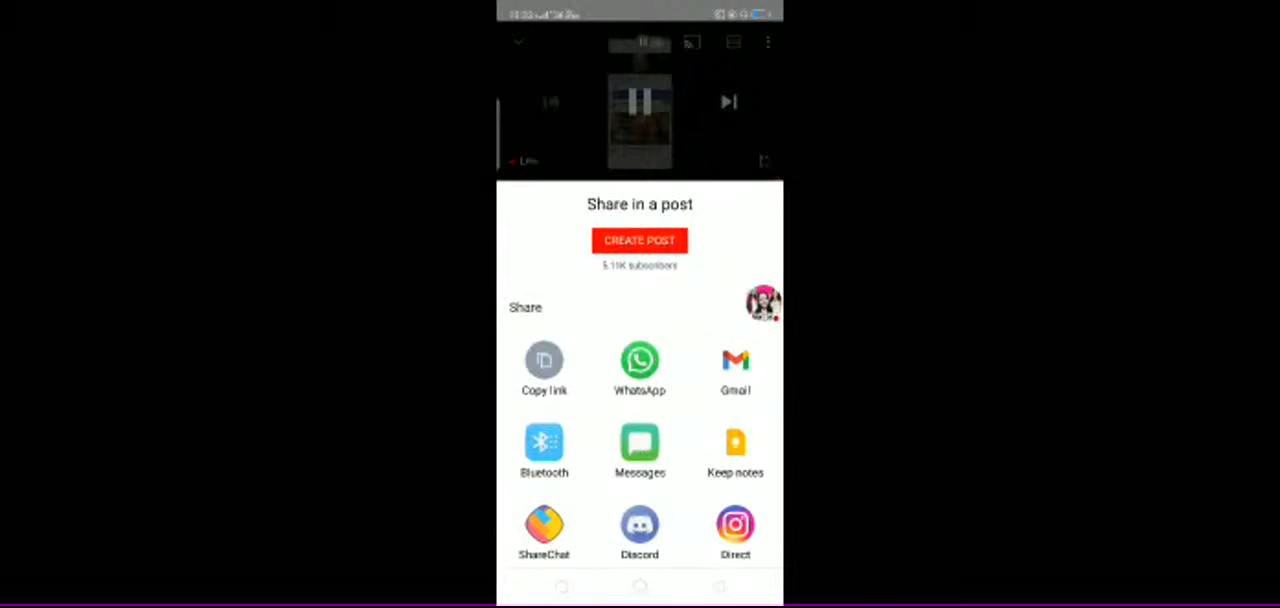 Live
Share in a post
CREATE POST
5.11K subscribers
Share
Copy link
WhatsApp
Gmail
Bluetooth
Messages
Keep notes
ShareChat
Discord
Direct